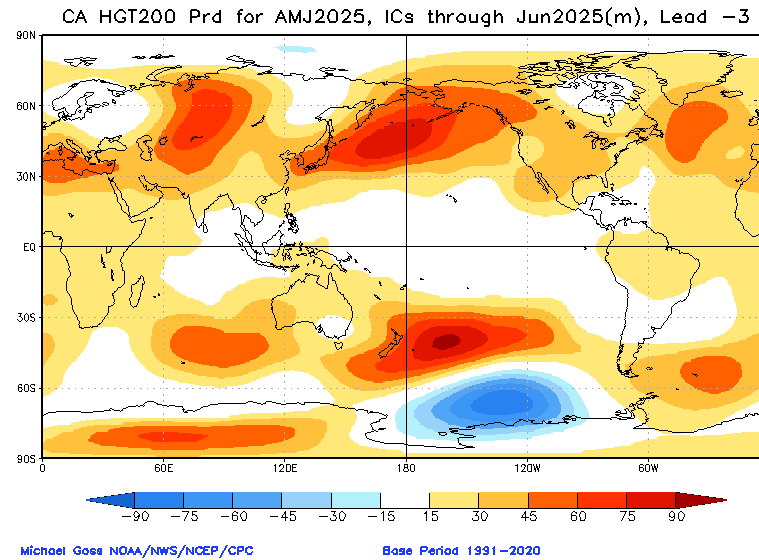 CA HGT200 Prd for AMJ2025, ICs through Jun2025(m), Lead −3
90N
60N
30N
EQ
30S
60S
90S
0 60E 120E 180 120W 60W
−90 −75 −60 −45 −30 −15 15 30 45 60 75 90
Michael Goss NOAA/NWS/NCEP/CPC Base Period 1991−2020